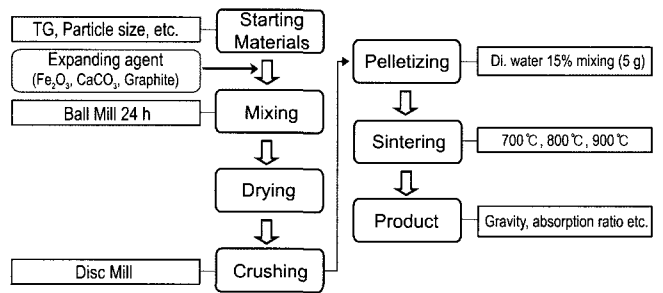 TG, Particle size, etc.
Starting
Materials
Expanding agent
(Fe₂O₃, CaCO₃, Graphite)
Ball Mill 24 h
Mixing
Drying
Disc Mill
Crushing
Pelletizing
Di. water 15% mixing (5 g)
Sintering
700℃, 800℃, 900℃
Product
Gravity, absorption ratio etc.